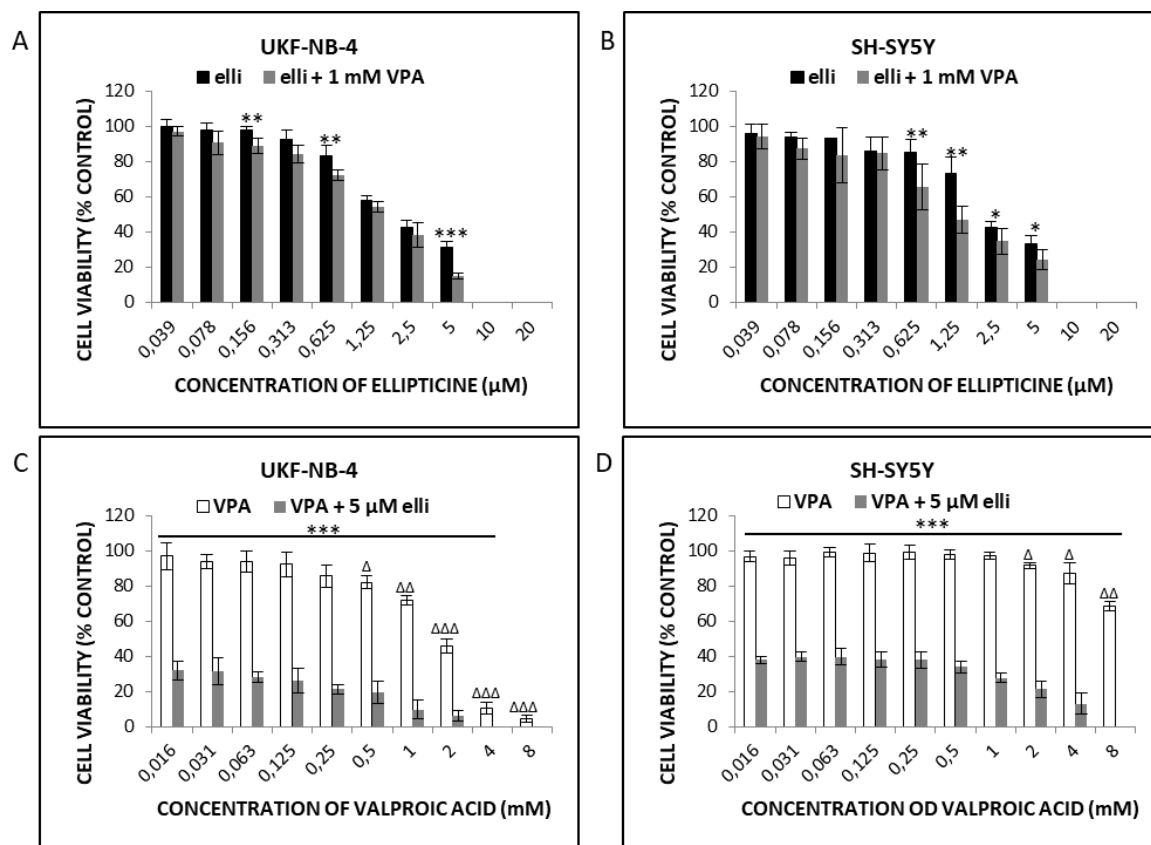 A
UKF-NB-4
elli elli + 1 mM VPA
CELL VIABILITY (% CONTROL)
120
100
80
60
40
20
0
** ** ***
0,039 0,078 0,156 0,313 0,625 1,25 2,5 5 10 20
CONCENTRATION OF ELLIPTICINE (µM)
B
SH-SY5Y
elli elli + 1 mM VPA
CELL VIABILITY (% CONTROL)
120
100
80
60
40
20
0
** ** * *
0,039 0,078 0,156 0,313 0,625 1,25 2,5 5 10 20
CONCENTRATION OF ELLIPTICINE (µM)
C
UKF-NB-4
VPA VPA + 5 µM elli
CELL VIABILITY (% CONTROL)
120
100
80
60
40
20
0
***
Δ ΔΔ ΔΔΔ ΔΔΔ ΔΔΔ
0,016 0,031 0,063 0,125 0,25 0,5 1 2 4 8
CONCENTRATION OF VALPROIC ACID (mM)
D
SH-SY5Y
VPA VPA + 5 µM elli
CELL VIABILITY (% CONTROL)
120
100
80
60
40
20
0
***
Δ Δ ΔΔ
0,016 0,031 0,063 0,125 0,25 0,5 1 2 4 8
CONCENTRATION OD VALPROIC ACID (mM)